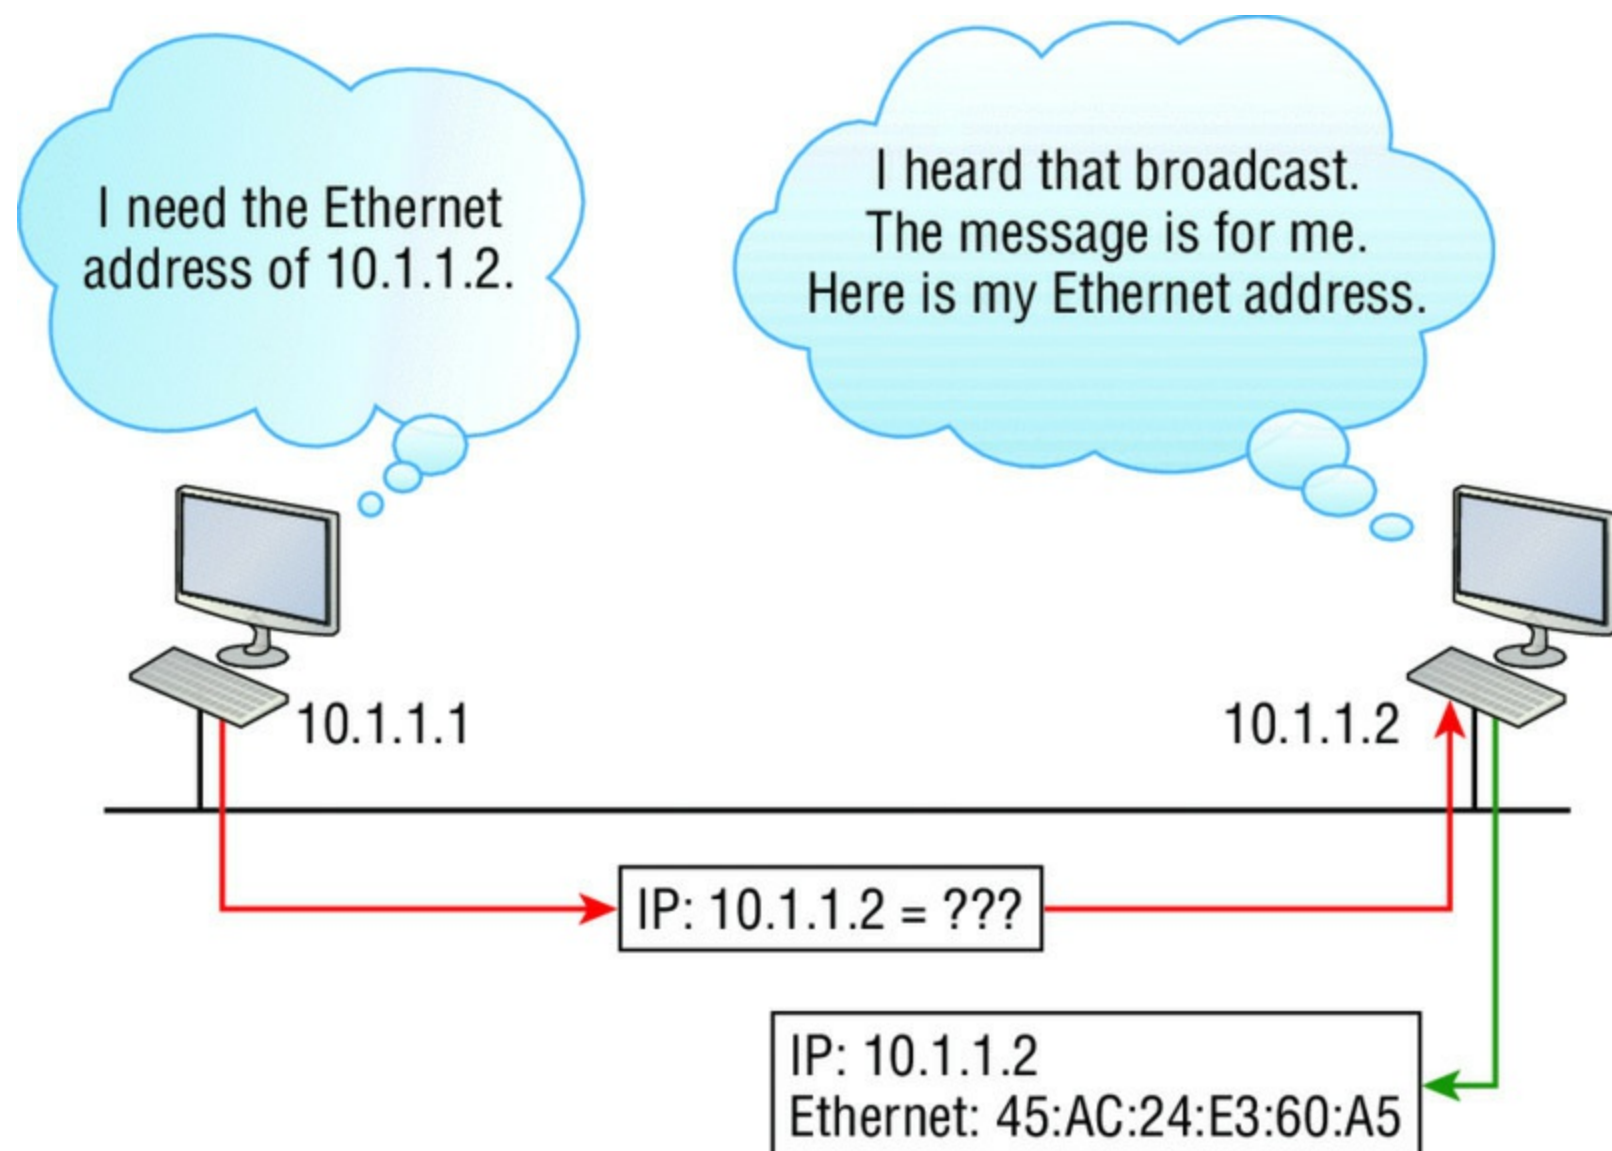 I need the Ethernet
address of 10.1.1.2.
I heard that broadcast.
The message is for me.
Here is my Ethernet address.
10.1.1.1
10.1.1.2
IP: 10.1.1.2 = ???
IP: 10.1.1.2
Ethernet: 45:AC:24:E3:60:A5